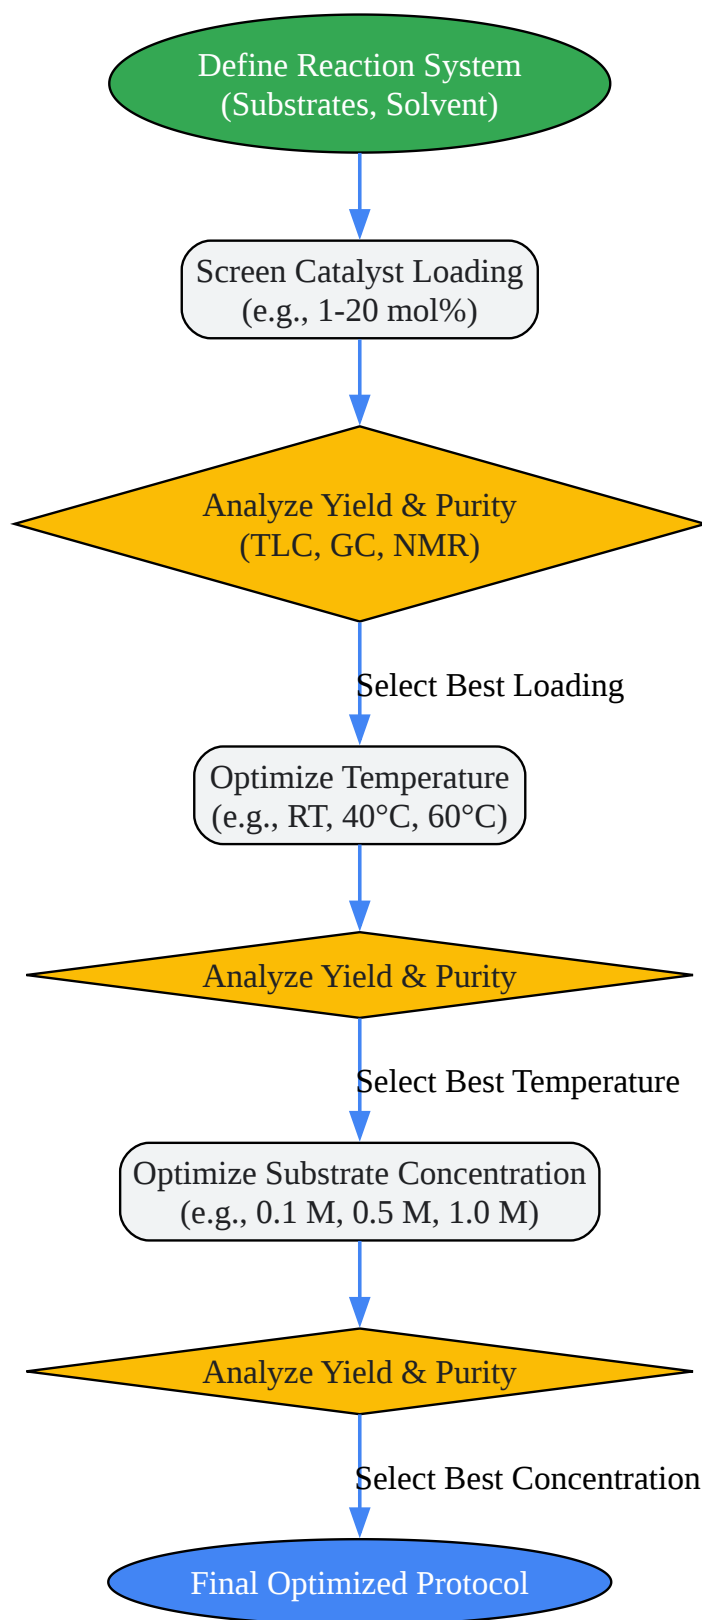 Define Reaction System
(Substrates, Solvent)
Screen Catalyst Loading
(e.g., 1-20 mol%)
Analyze Yield & Purity
(TLC, GC, NMR)
Select Best Loading
Optimize Temperature
(e.g., RT, 40°C, 60°C)
Analyze Yield & Purity
Select Best Temperature
Optimize Substrate Concentration
(e.g., 0.1 M, 0.5 M, 1.0 M)
Analyze Yield & Purity
Select Best Concentration
Final Optimized Protocol